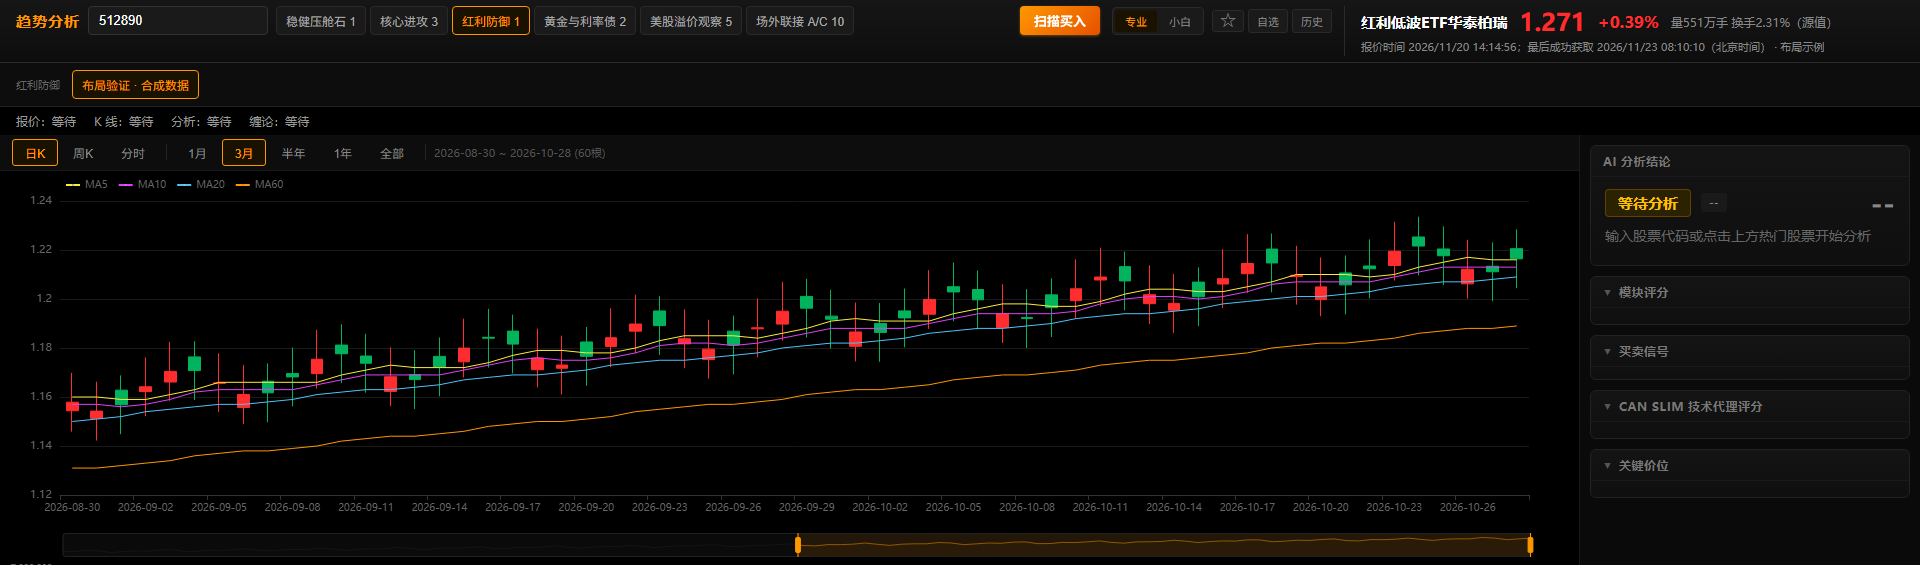 趋势分析 512890 稳健压舱石 1 核心进攻 3 红利防御 1 黄金与利率债 2 美股溢价观察 5 场外联接 A/C 10 扫描买入 专业 小白 ☆ 自选 历史 红利低波ETF华泰柏瑞 1.271 +0.39% 量551万手 换手2.31%（源值）
报价时间 2026/11/20 14:14:56；最后成功获取 2026/11/23 08:10:10（北京时间） · 布局示例
红利防御 布局验证 · 合成数据
报价：等待 K 线：等待 分析：等待 缠论：等待
日K 周K 分时 1月 3月 半年 1年 全部 2026-08-30 ~ 2026-10-28 (60根)
MA5 MA10 MA20 MA60
1.24
1.22
1.2
1.18
1.16
1.14
1.12
2026-08-30 2026-09-02 2026-09-05 2026-09-08 2026-09-11 2026-09-14 2026-09-17 2026-09-20 2026-09-23 2026-09-26 2026-09-29 2026-10-02 2026-10-05 2026-10-08 2026-10-11 2026-10-14 2026-10-17 2026-10-20 2026-10-23 2026-10-26
AI 分析结论
等待分析 -- --
输入股票代码或点击上方热门股票开始分析
▼ 模块评分
▼ 买卖信号
▼ CAN SLIM 技术代理评分
▼ 关键价位